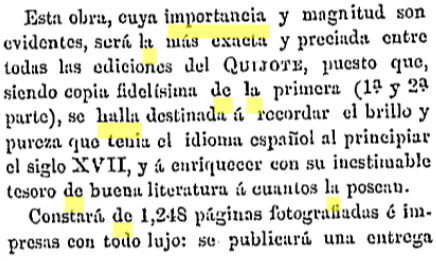 Esta obra, cuya importancia y magnitud son
evidentes, será la más exacta y preciada entre
todas las ediciones del QUIJOTE, puesto que,
siendo copia fidelísima de la primera (1ª y 2ª
parte), se halla destinada á recordar el brillo y
pureza que tenia el idioma español al principiar
el siglo XVII, y á enriquecer con su inestimable
tesoro de buena literatura á cuantos la posean.
Constará de 1,248 páginas fotografiadas é im-
presas con todo lujo: se publicará una entrega